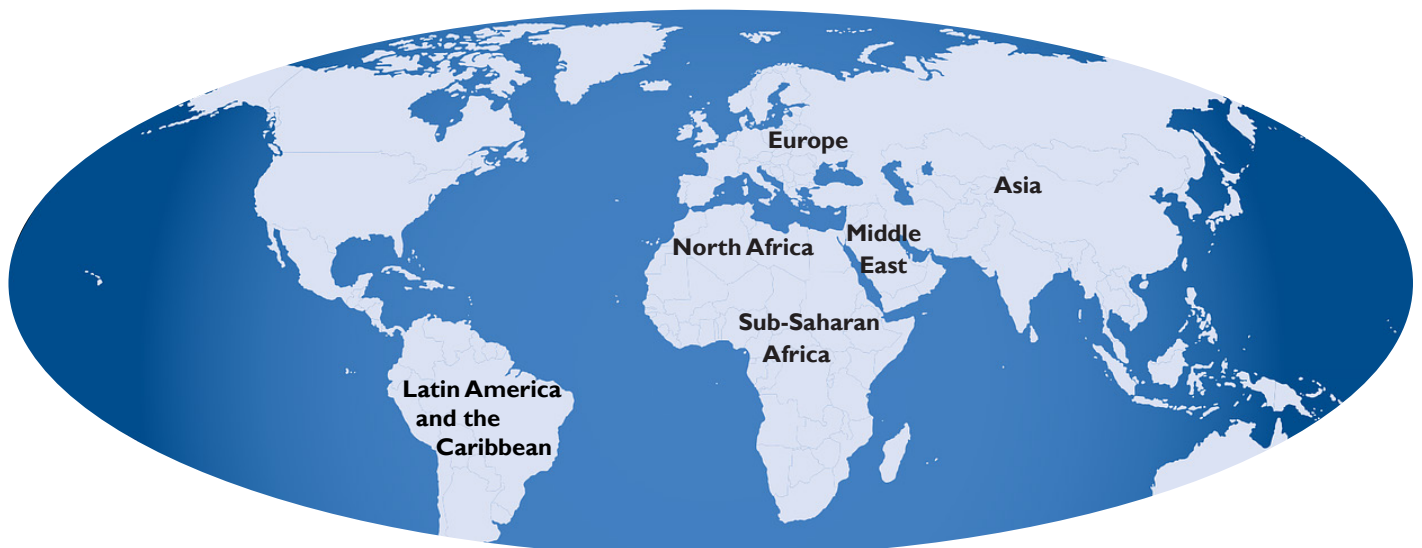 Europe
Asia
Middle
East
North Africa
Sub-Saharan
Africa
Latin America
and the
Caribbean